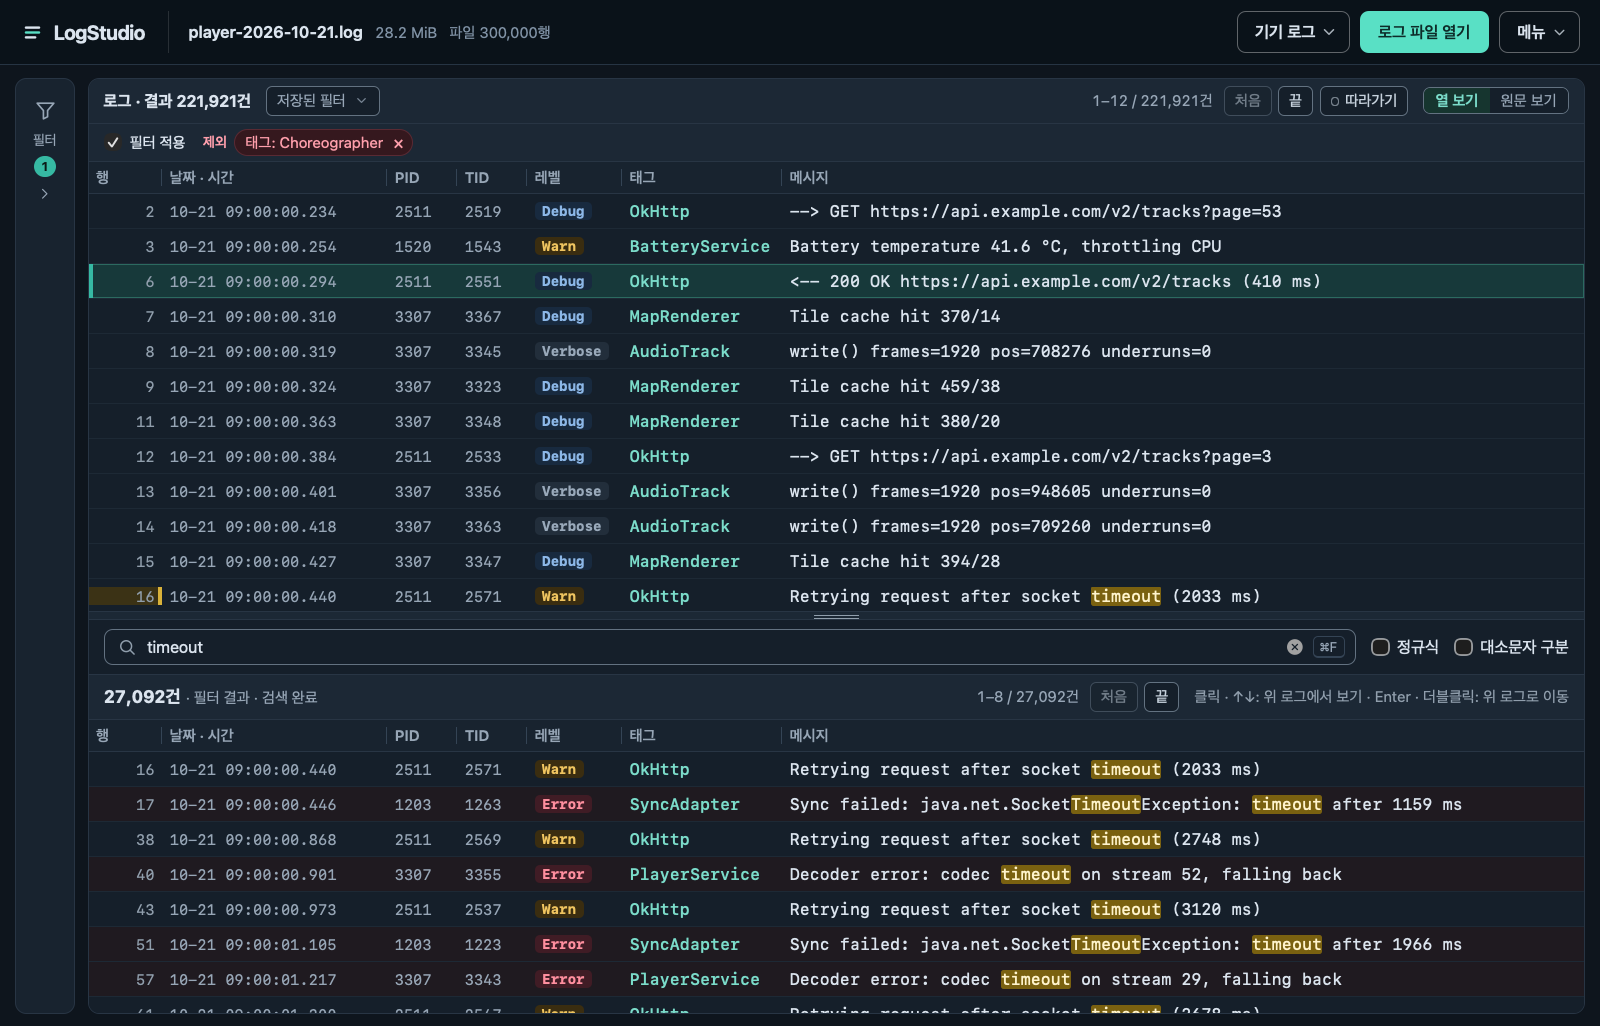 LogStudio player-2026-10-21.log 28.2 MiB 파일 300,000행 기기 로그 로그 파일 열기 메뉴
필터
1
로그 · 결과 221,921건 저장된 필터 1–12 / 221,921건 처음 끝 따라가기 열 보기 원문 보기
필터 적용 제외 태그: Choreographer ×
행 날짜 · 시간 PID TID 레벨 태그 메시지
2 10-21 09:00:00.234 2511 2519 Debug OkHttp --> GET https://api.example.com/v2/tracks?page=53
3 10-21 09:00:00.254 1520 1543 Warn BatteryService Battery temperature 41.6 °C, throttling CPU
6 10-21 09:00:00.294 2511 2551 Debug OkHttp <-- 200 OK https://api.example.com/v2/tracks (410 ms)
7 10-21 09:00:00.310 3307 3367 Debug MapRenderer Tile cache hit 370/14
8 10-21 09:00:00.319 3307 3345 Verbose AudioTrack write() frames=1920 pos=708276 underruns=0
9 10-21 09:00:00.324 3307 3323 Debug MapRenderer Tile cache hit 459/38
11 10-21 09:00:00.363 3307 3348 Debug MapRenderer Tile cache hit 380/20
12 10-21 09:00:00.384 2511 2533 Debug OkHttp --> GET https://api.example.com/v2/tracks?page=3
13 10-21 09:00:00.401 3307 3356 Verbose AudioTrack write() frames=1920 pos=948605 underruns=0
14 10-21 09:00:00.418 3307 3363 Verbose AudioTrack write() frames=1920 pos=709260 underruns=0
15 10-21 09:00:00.427 3307 3347 Debug MapRenderer Tile cache hit 394/28
16 10-21 09:00:00.440 2511 2571 Warn OkHttp Retrying request after socket timeout (2033 ms)
timeout ⌘F 정규식 대소문자 구분
27,092건 · 필터 결과 · 검색 완료 1–8 / 27,092건 처음 끝 클릭 · ↑↓: 위 로그에서 보기 · Enter · 더블클릭: 위 로그로 이동
행 날짜 · 시간 PID TID 레벨 태그 메시지
16 10-21 09:00:00.440 2511 2571 Warn OkHttp Retrying request after socket timeout (2033 ms)
17 10-21 09:00:00.446 1203 1263 Error SyncAdapter Sync failed: java.net.SocketTimeoutException: timeout after 1159 ms
38 10-21 09:00:00.868 2511 2569 Warn OkHttp Retrying request after socket timeout (2748 ms)
40 10-21 09:00:00.901 3307 3355 Error PlayerService Decoder error: codec timeout on stream 52, falling back
43 10-21 09:00:00.973 2511 2537 Warn OkHttp Retrying request after socket timeout (3120 ms)
51 10-21 09:00:01.105 1203 1223 Error SyncAdapter Sync failed: java.net.SocketTimeoutException: timeout after 1966 ms
57 10-21 09:00:01.217 3307 3343 Error PlayerService Decoder error: codec timeout on stream 29, falling back
2511 Warn OkHttp Retrying request after socket timeout